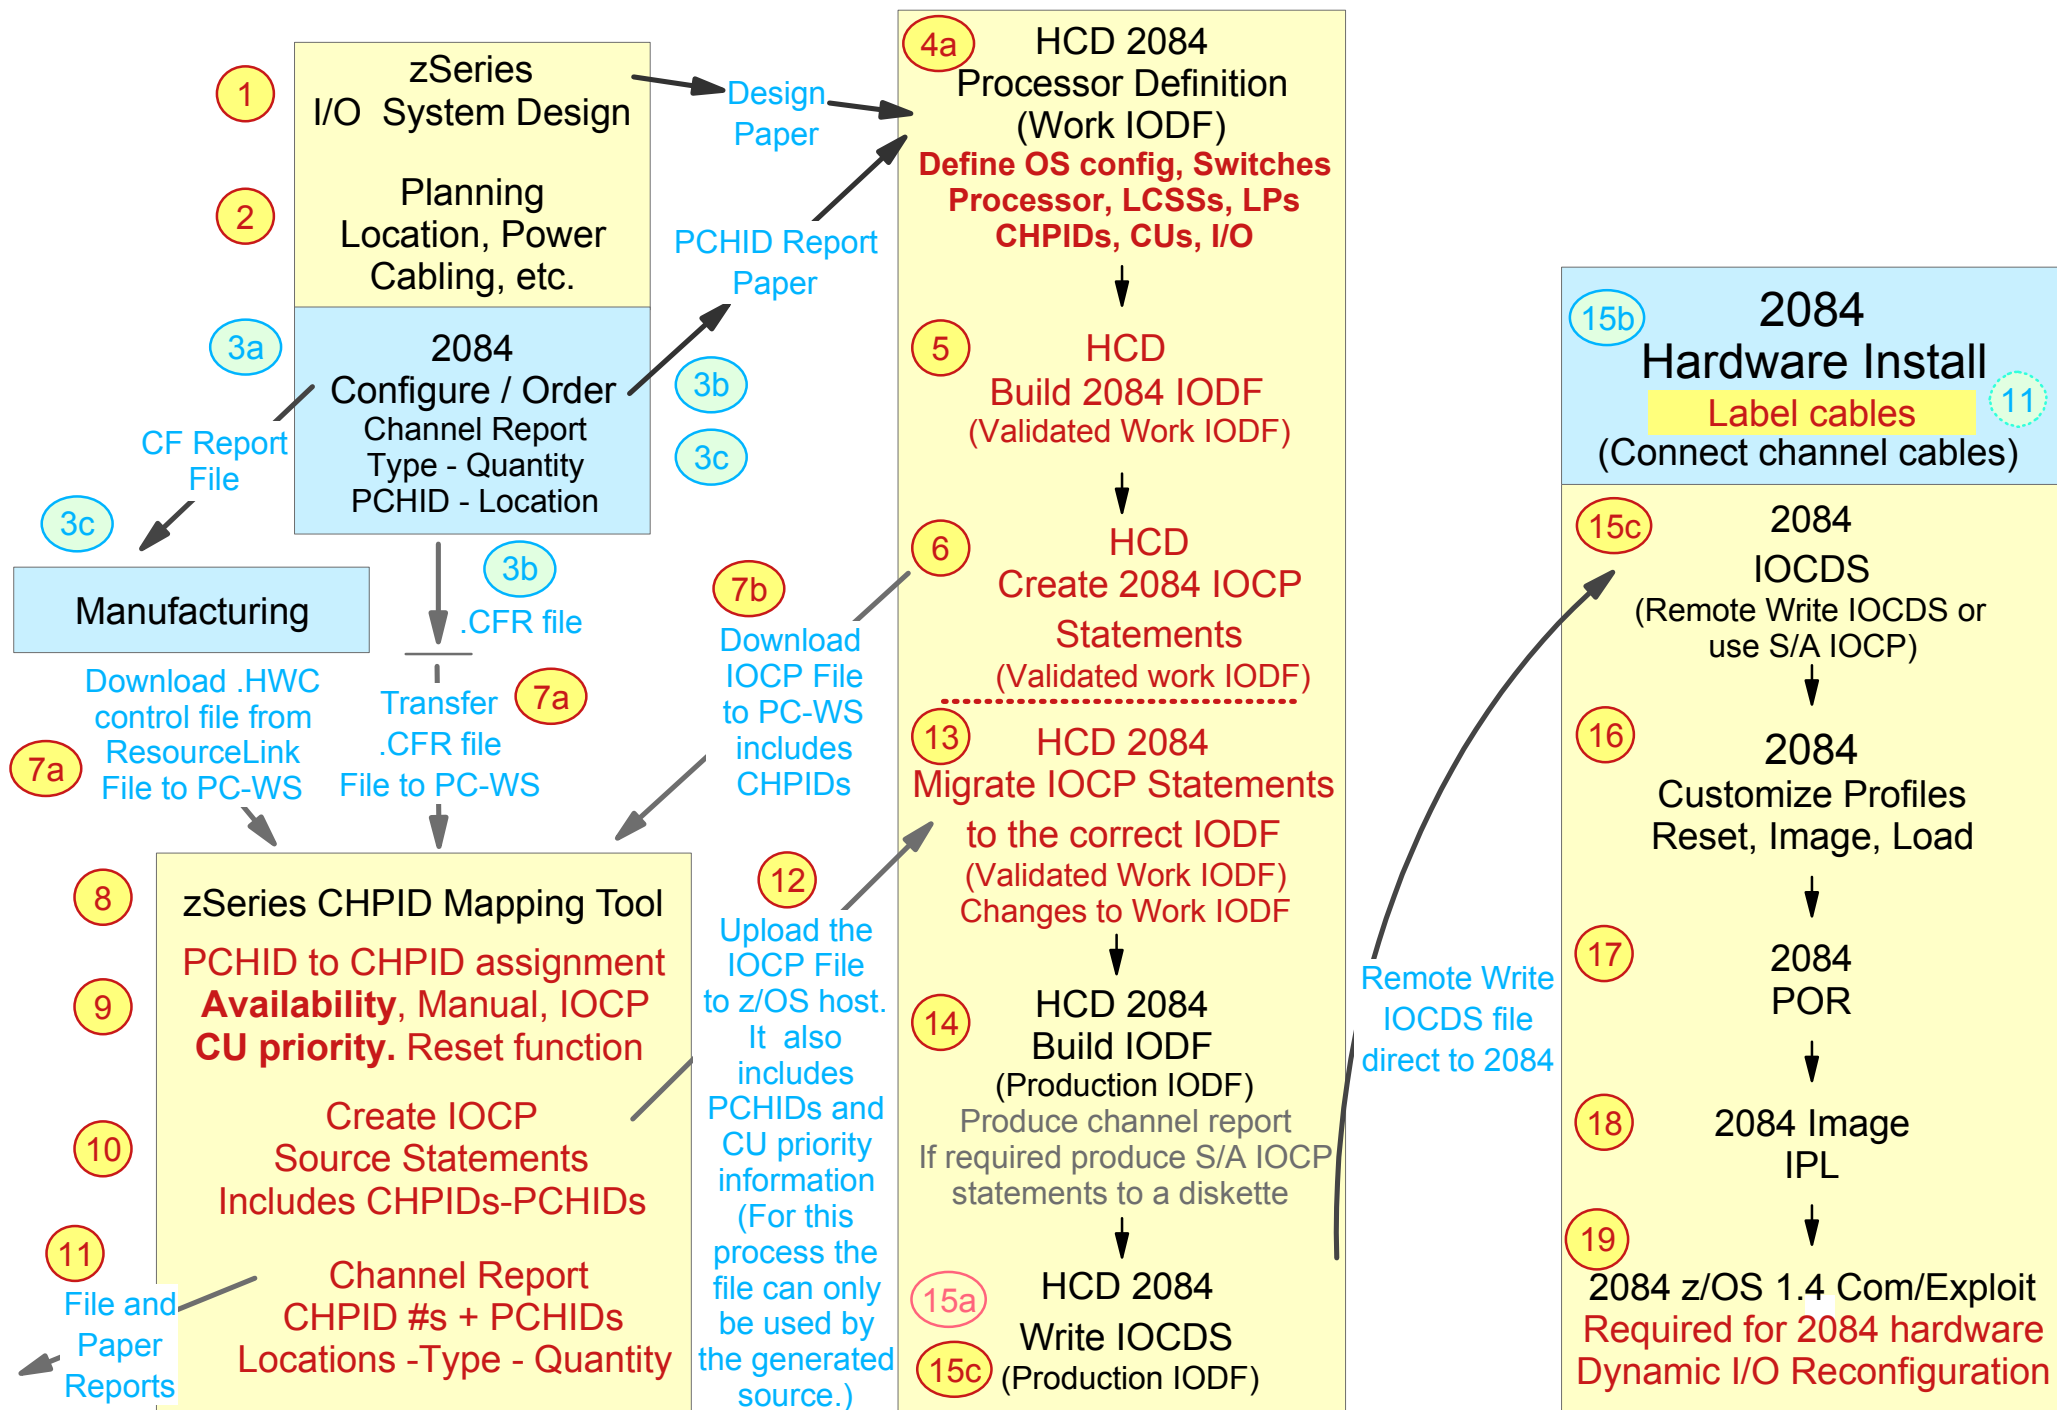 1
zSeries
I/O  System Design
2
Planning
Location, Power
Cabling, etc.
Design
Paper
PCHID Report
Paper
3a
2084
Configure / Order
Channel Report
Type - Quantity
PCHID - Location
3b
3c
CF Report
File
3c
Manufacturing
3b
.CFR file
Download .HWC
control file from
ResourceLink
File to PC-WS
7a
Transfer
.CFR file
File to PC-WS
7a
7b
Download
IOCP File
to PC-WS
includes
CHPIDs
8
zSeries CHPID Mapping Tool
9
PCHID to CHPID assignment
Availability, Manual, IOCP
CU priority. Reset function
10
Create IOCP
Source Statements
Includes CHPIDs-PCHIDs
11
Channel Report
CHPID #s + PCHIDs
Locations -Type - Quantity
File and
Paper
Reports
12
Upload the
IOCP File
to z/OS host.
It  also
includes
PCHIDs and
CU priority
information
(For this
process the
file can only
be used by
the generated
source.)
4a
HCD 2084
Processor Definition
(Work IODF)
Define OS config, Switches
Processor, LCSSs, LPs
CHPIDs, CUs, I/O
5
HCD
Build 2084 IODF
(Validated Work IODF)
6
HCD
Create 2084 IOCP
Statements
(Validated work IODF)
13
HCD 2084
Migrate IOCP Statements
to the correct IODF
(Validated Work IODF)
Changes to Work IODF
14
HCD 2084
Build IODF
(Production IODF)
Produce channel report
If required produce S/A IOCP
statements to a diskette
15a
HCD 2084
Write IOCDS
15c
(Production IODF)
Remote Write
IOCDS file
direct to 2084
15b
2084
Hardware Install
Label cables
11
(Connect channel cables)
15c
2084
IOCDS
(Remote Write IOCDS or
use S/A IOCP)
16
2084
Customize Profiles
Reset, Image, Load
17
2084
POR
18
2084 Image
IPL
19
2084 z/OS 1.4 Com/Exploit
Required for 2084 hardware
Dynamic I/O Reconfiguration